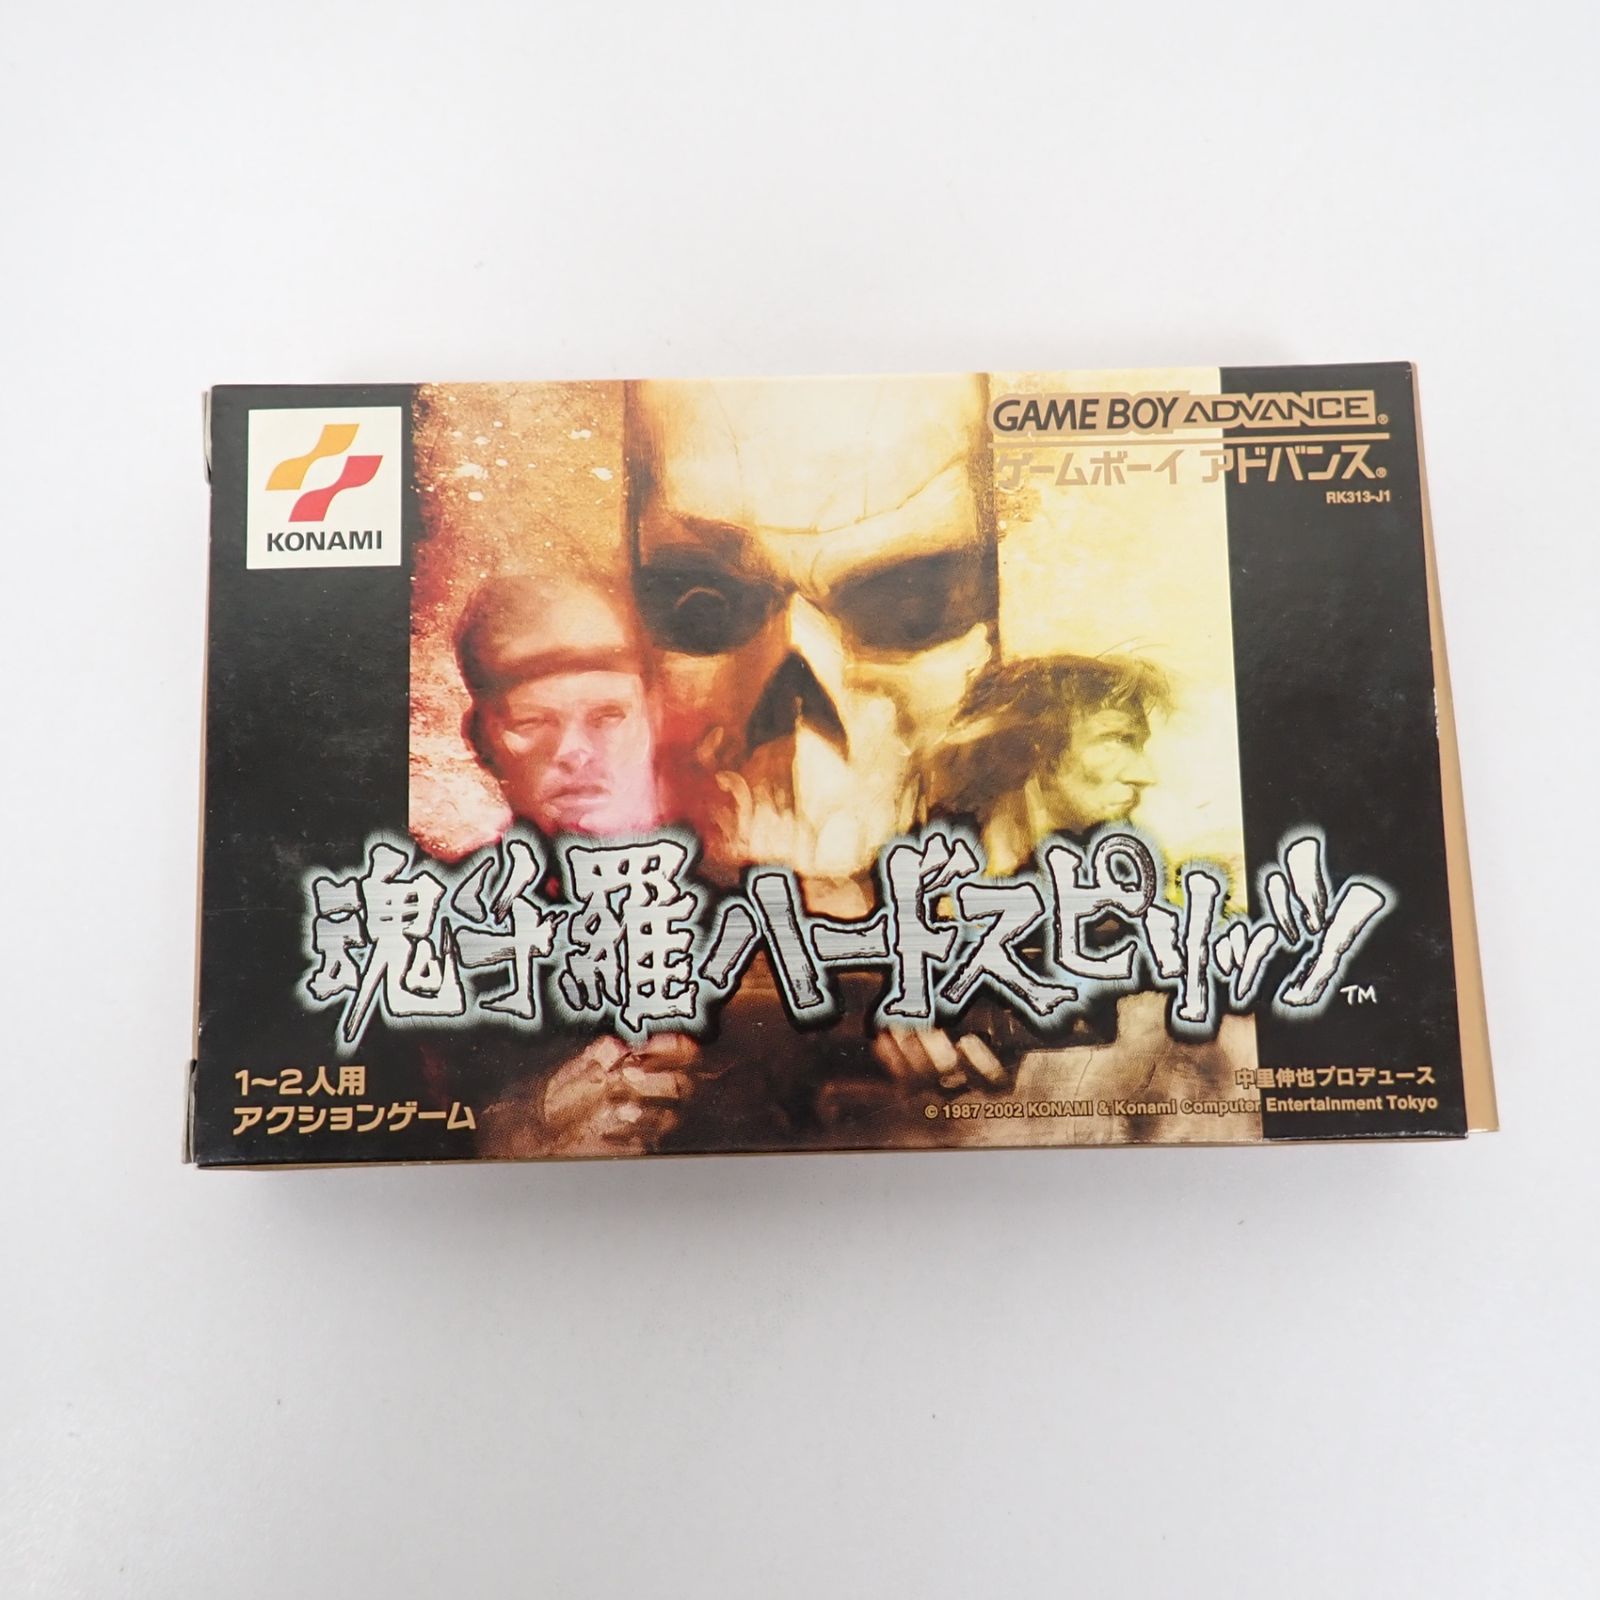 KONAMI
GAME BOY ADVANCE®
ゲームボーイ アドバンス®
RK313-J1
魂斗羅ハードスピリッツ™
1~2人用
アクションゲーム
中里伸也プロデュース
© 1987 2002 KONAMI & Konami Computer Entertainment Tokyo